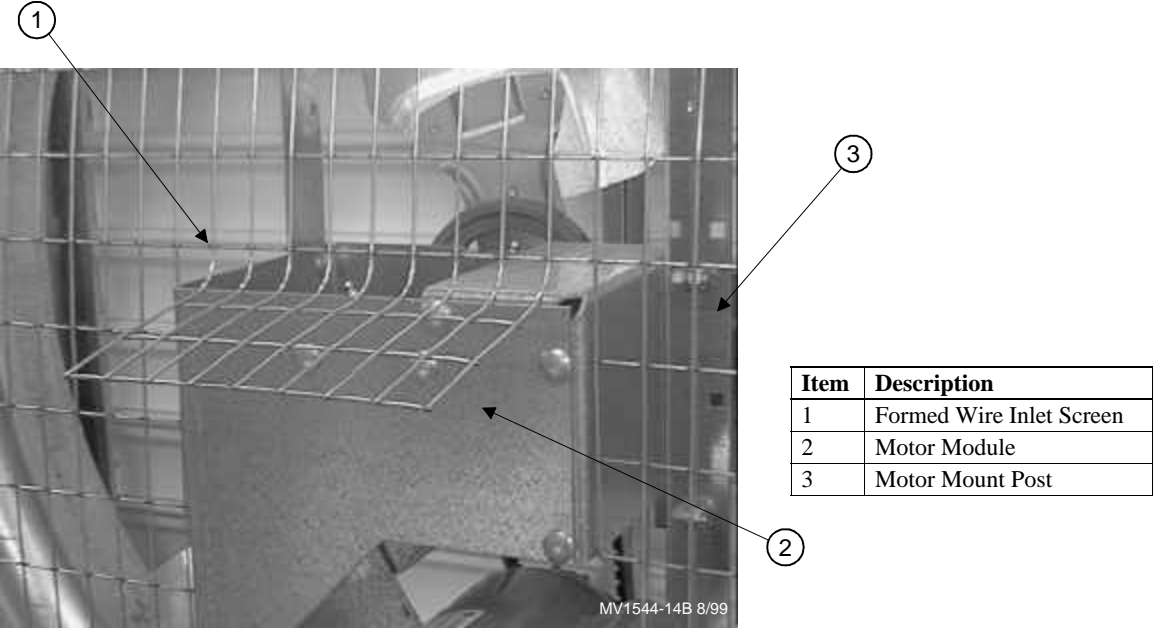 1
3
Item Description
1 Formed Wire Inlet Screen
2 Motor Module
3 Motor Mount Post
2
MV1544-14B 8/99